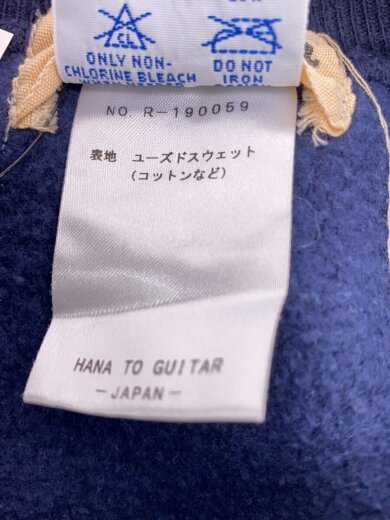 CL
ONLY NON-
CHLORINE BLEACH
DO NOT
IRON
NO. R-190059
表地 ユーズドスウェット
(コットンなど)
HANA TO GUITAR
-JAPAN-